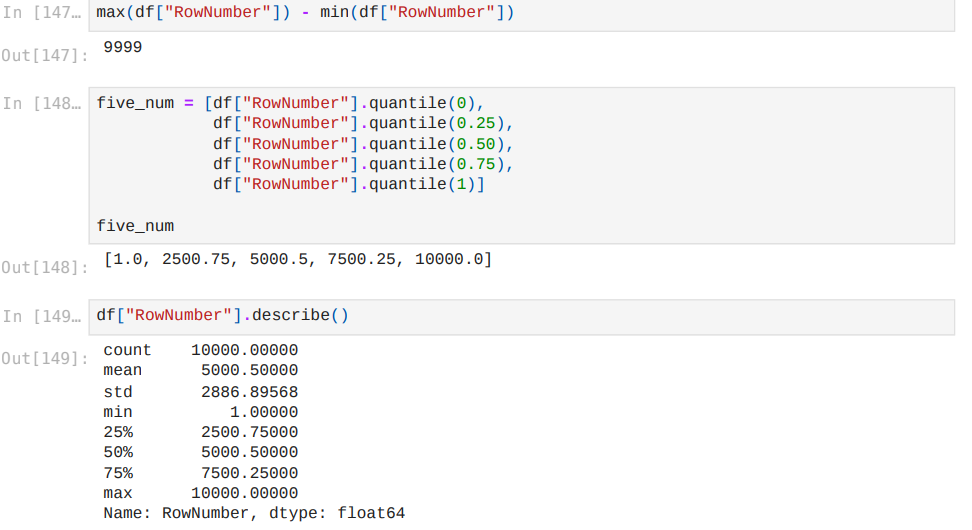 In [147… max(df["RowNumber"]) - min(df["RowNumber"])
Out[147]: 9999
In [148… five_num = [df["RowNumber"].quantile(0),
df["RowNumber"].quantile(0.25),
df["RowNumber"].quantile(0.50),
df["RowNumber"].quantile(0.75),
df["RowNumber"].quantile(1)]
five_num
Out[148]: [1.0, 2500.75, 5000.5, 7500.25, 10000.0]
In [149… df["RowNumber"].describe()
Out[149]: count 10000.00000
mean 5000.50000
std 2886.89568
min 1.00000
25% 2500.75000
50% 5000.50000
75% 7500.25000
max 10000.00000
Name: RowNumber, dtype: float64